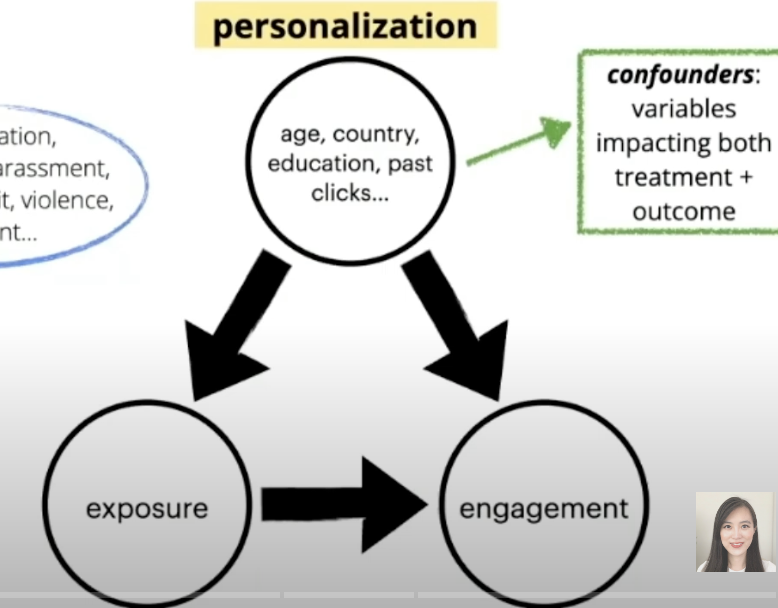 personalization
age, country,
education, past
clicks...
confounders:
variables
impacting both
treatment +
outcome
exposure
engagement